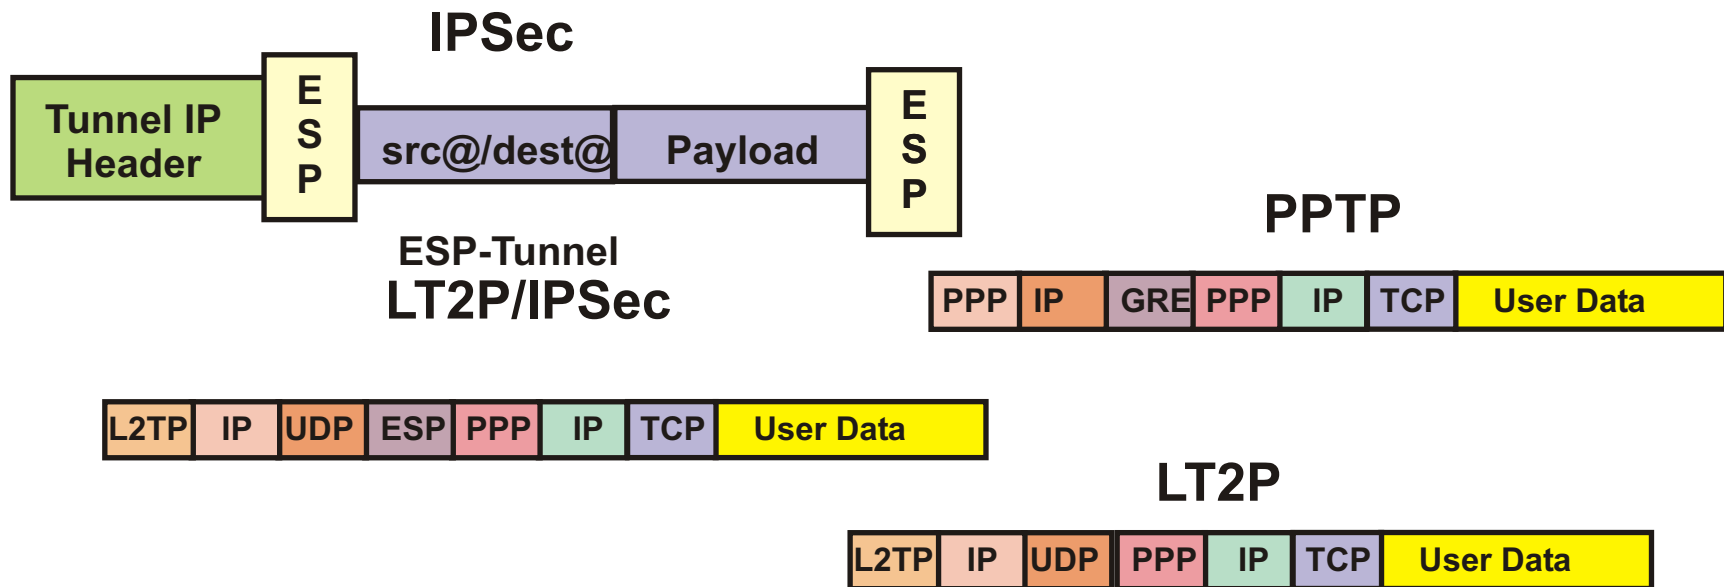 IPSec
Tunnel IP
Header
ESP
src@/dest@
Payload
ESP
ESP-Tunnel
LT2P/IPSec
PPTP
PPP IP GRE PPP IP TCP User Data
L2TP IP UDP ESP PPP IP TCP User Data
LT2P
L2TP IP UDP PPP IP TCP User Data